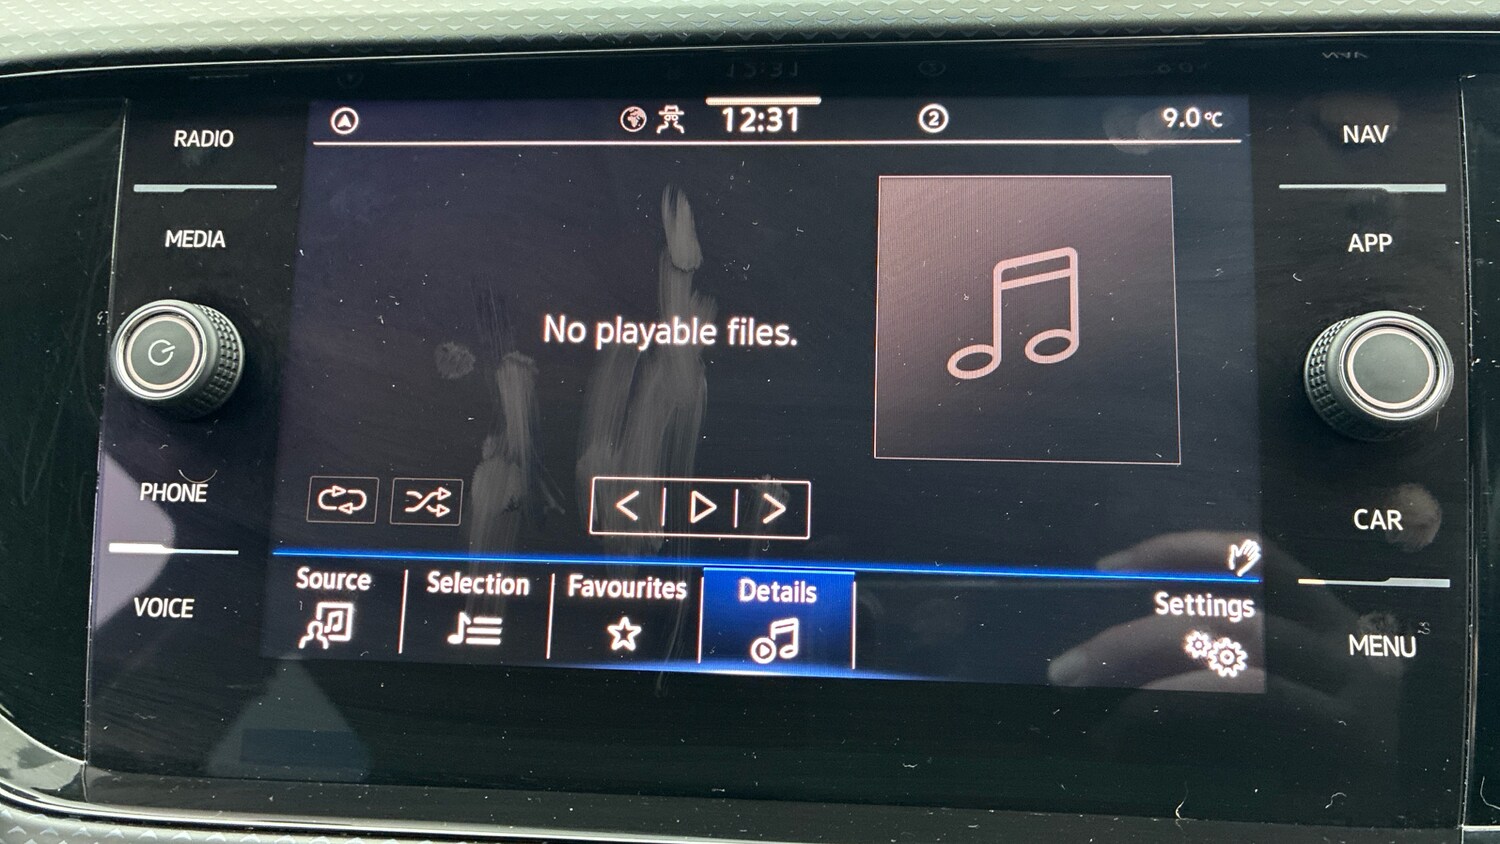 RADIO
MEDIA
PHONE
VOICE
12:31
2
9.0°C
No playable files.
Source
Selection
Favourites
Details
Settings
NAV
APP
CAR
MENU